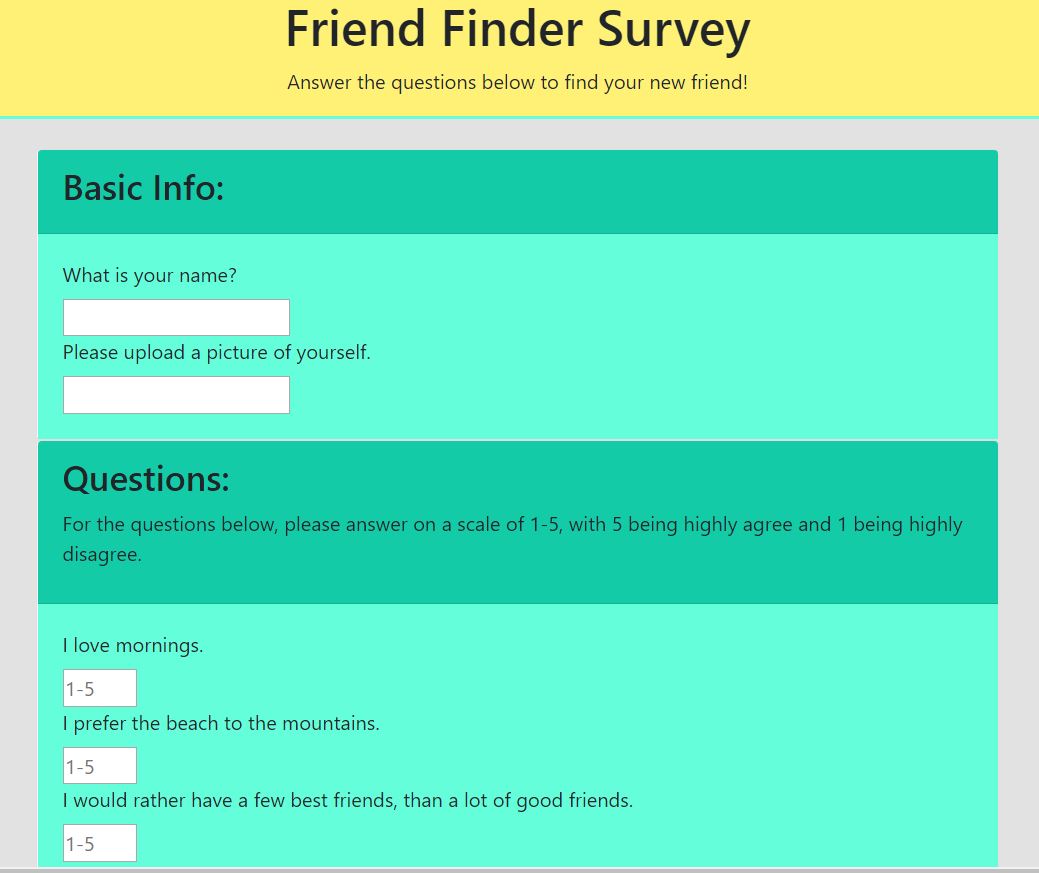 Friend Finder Survey
Answer the questions below to find your new friend!
Basic Info:
What is your name?
Please upload a picture of yourself.
Questions:
For the questions below, please answer on a scale of 1-5, with 5 being highly agree and 1 being highly
disagree.
I love mornings.
1-5
I prefer the beach to the mountains.
1-5
I would rather have a few best friends, than a lot of good friends.
1-5